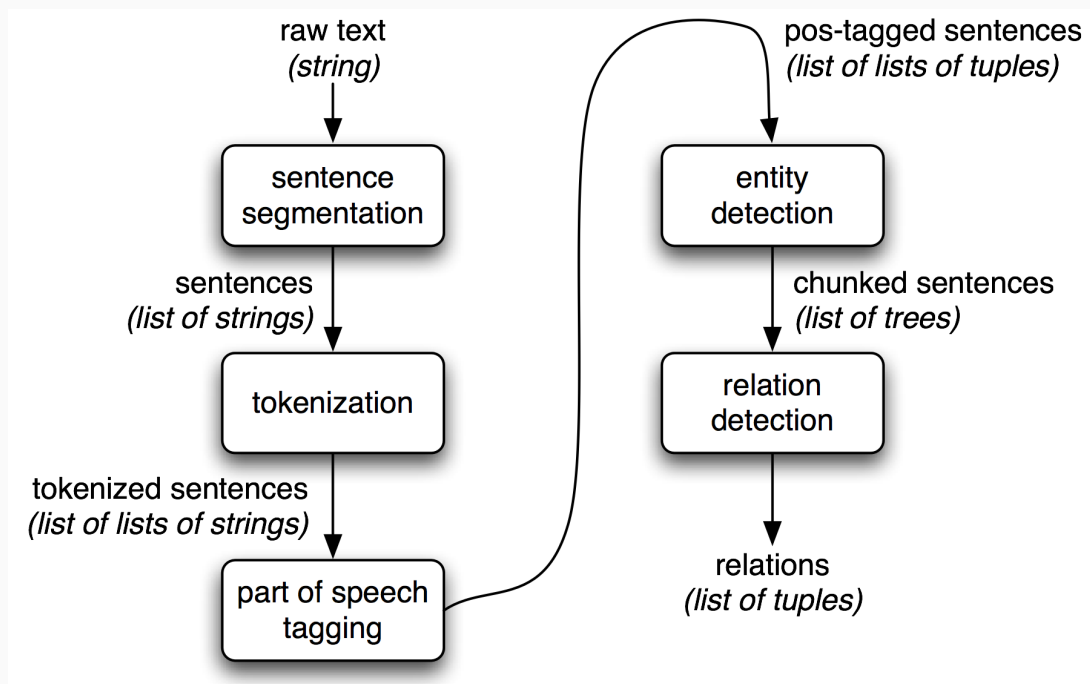 raw text
(string)
sentence
segmentation
sentences
(list of strings)
tokenization
tokenized sentences
(list of lists of strings)
part of speech
tagging
pos-tagged sentences
(list of lists of tuples)
entity
detection
chunked sentences
(list of trees)
relation
detection
relations
(list of tuples)